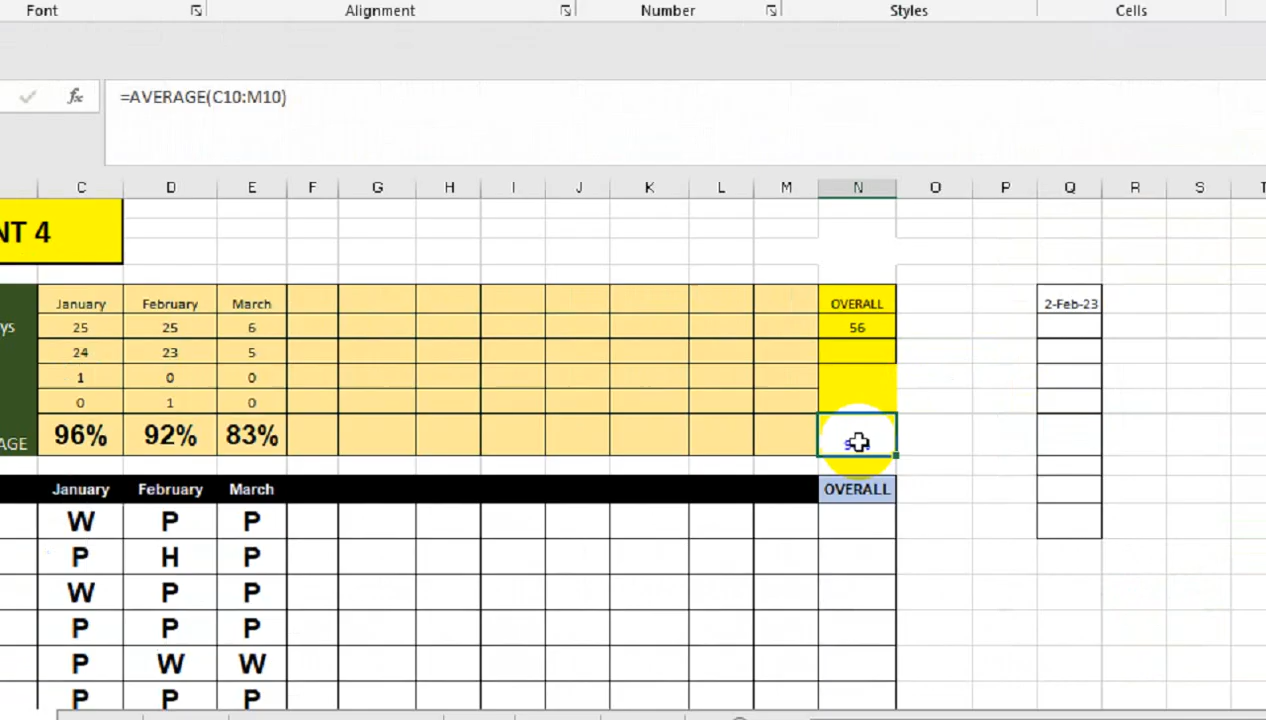 Font Alignment Number Styles Cells
fx =AVERAGE(C10:M10)
C D E F G H I J K L M N O P Q R S T
NT 4
January February March OVERALL 2-Feb-23
ys 25 25 6 56
24 23 5
1 0 0
0 1 0
AGE 96% 92% 83%
January February March OVERALL
W P P
P H P
W P P
P P P
P W W
P P P